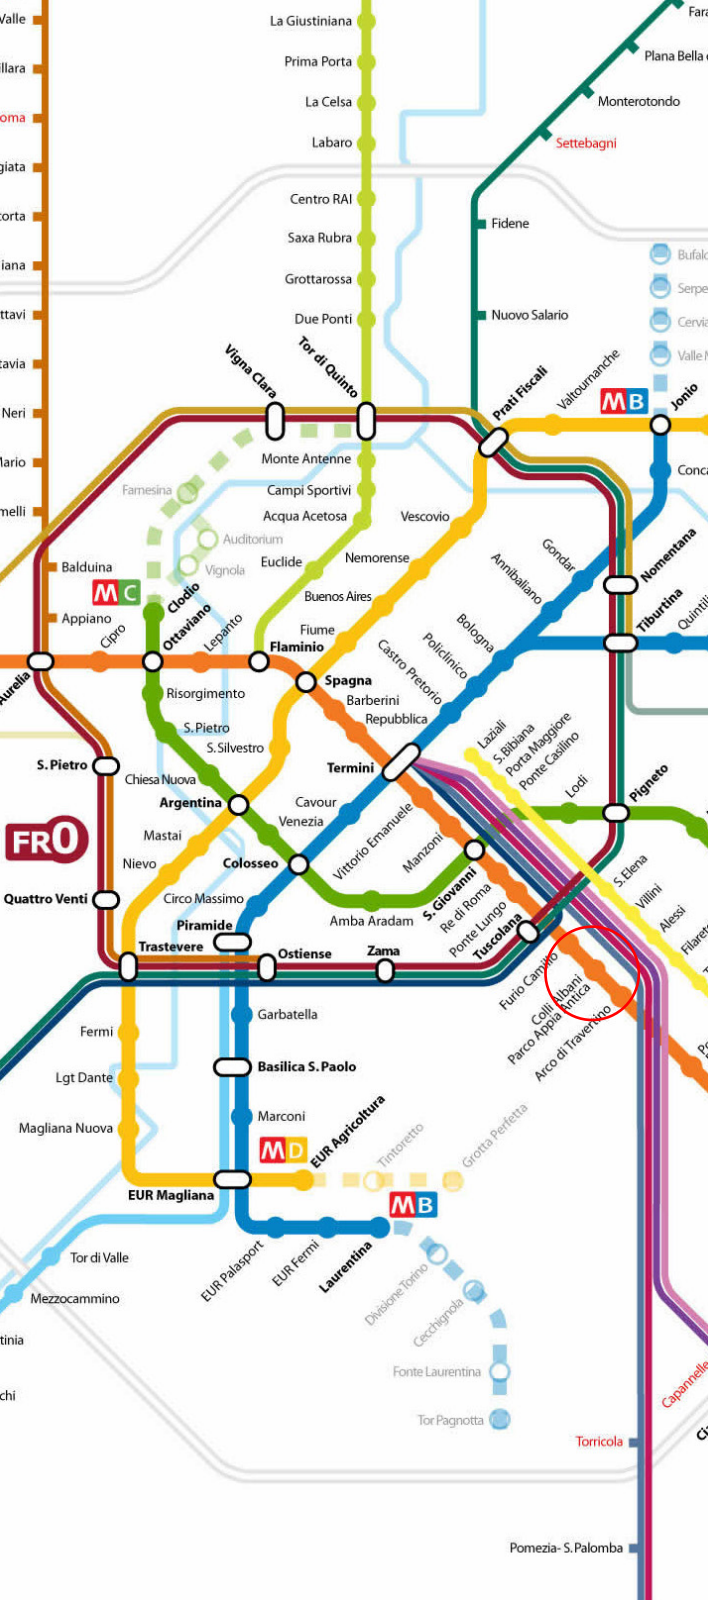 Valle
La Giustiniana
Fara
illara
Prima Porta
Plana Bella
La Celsa
Monterotondo
oma
Labaro
Settebagni
giata
Centro RAI
orta
Saxa Rubra
Fidene
iana
Grottarossa
Bufalo
Serpe
ttavi
Due Ponti
Nuovo Salario
Cervia
tavia
Vigna Clara
Tor di Quinto
Prati Fiscali
Valtournanche
Valle M
MB
Jonio
Neri
Mario
Monte Antenne
Conca
Farnesina
Campi Sportivi
melli
Acqua Acetosa
Vescovio
Auditorium
Balduina
Vignola
Euclide
Nemorense
Gondar
Nomentana
MC
Clodio
Buenos Aires
Annibaliano
Appiano
Cipro
Ottaviano
Lepanto
Flaminio
Fiume
Bologna
Tiburtina
Quintili
Aurelia
Risorgimento
Spagna
Castro Pretorio
Policlinico
Barberini
Repubblica
S. Pietro
S. Silvestro
Laziali
S. Bibiana
Porta Maggiore
Ponte Casilino
S. Pietro
Chiesa Nuova
Termini
Lodi
Pigneto
Argentina
Cavour
Venezia
Vittorio Emanuele
Manzoni
FR0
Mastai
Nievo
Colosseo
S. Giovanni
S. Elena
Quattro Venti
Circo Massimo
Amba Aradam
Re di Roma
Villini
Piramide
Ponte Lungo
Alessi
Trastevere
Ostiense
Zama
Tuscolana
Filarete
Furio Camillo
Colli Albani
Parco Appia Antica
Arco di Travertino
Garbatella
Fermi
Basilica S. Paolo
Lgt Dante
Marconi
Magliana Nuova
MD
EUR Agricoltura
Tintoretto
Grotta Perfetta
EUR Magliana
MB
Tor di Valle
EUR Palasport
EUR Fermi
Laurentina
Divisione Torino
Mezzocammino
Cecchignola
tinia
Fonte Laurentina
Capannelle
chi
Tor Pagnotta
Torricola
Pomezia- S. Palomba